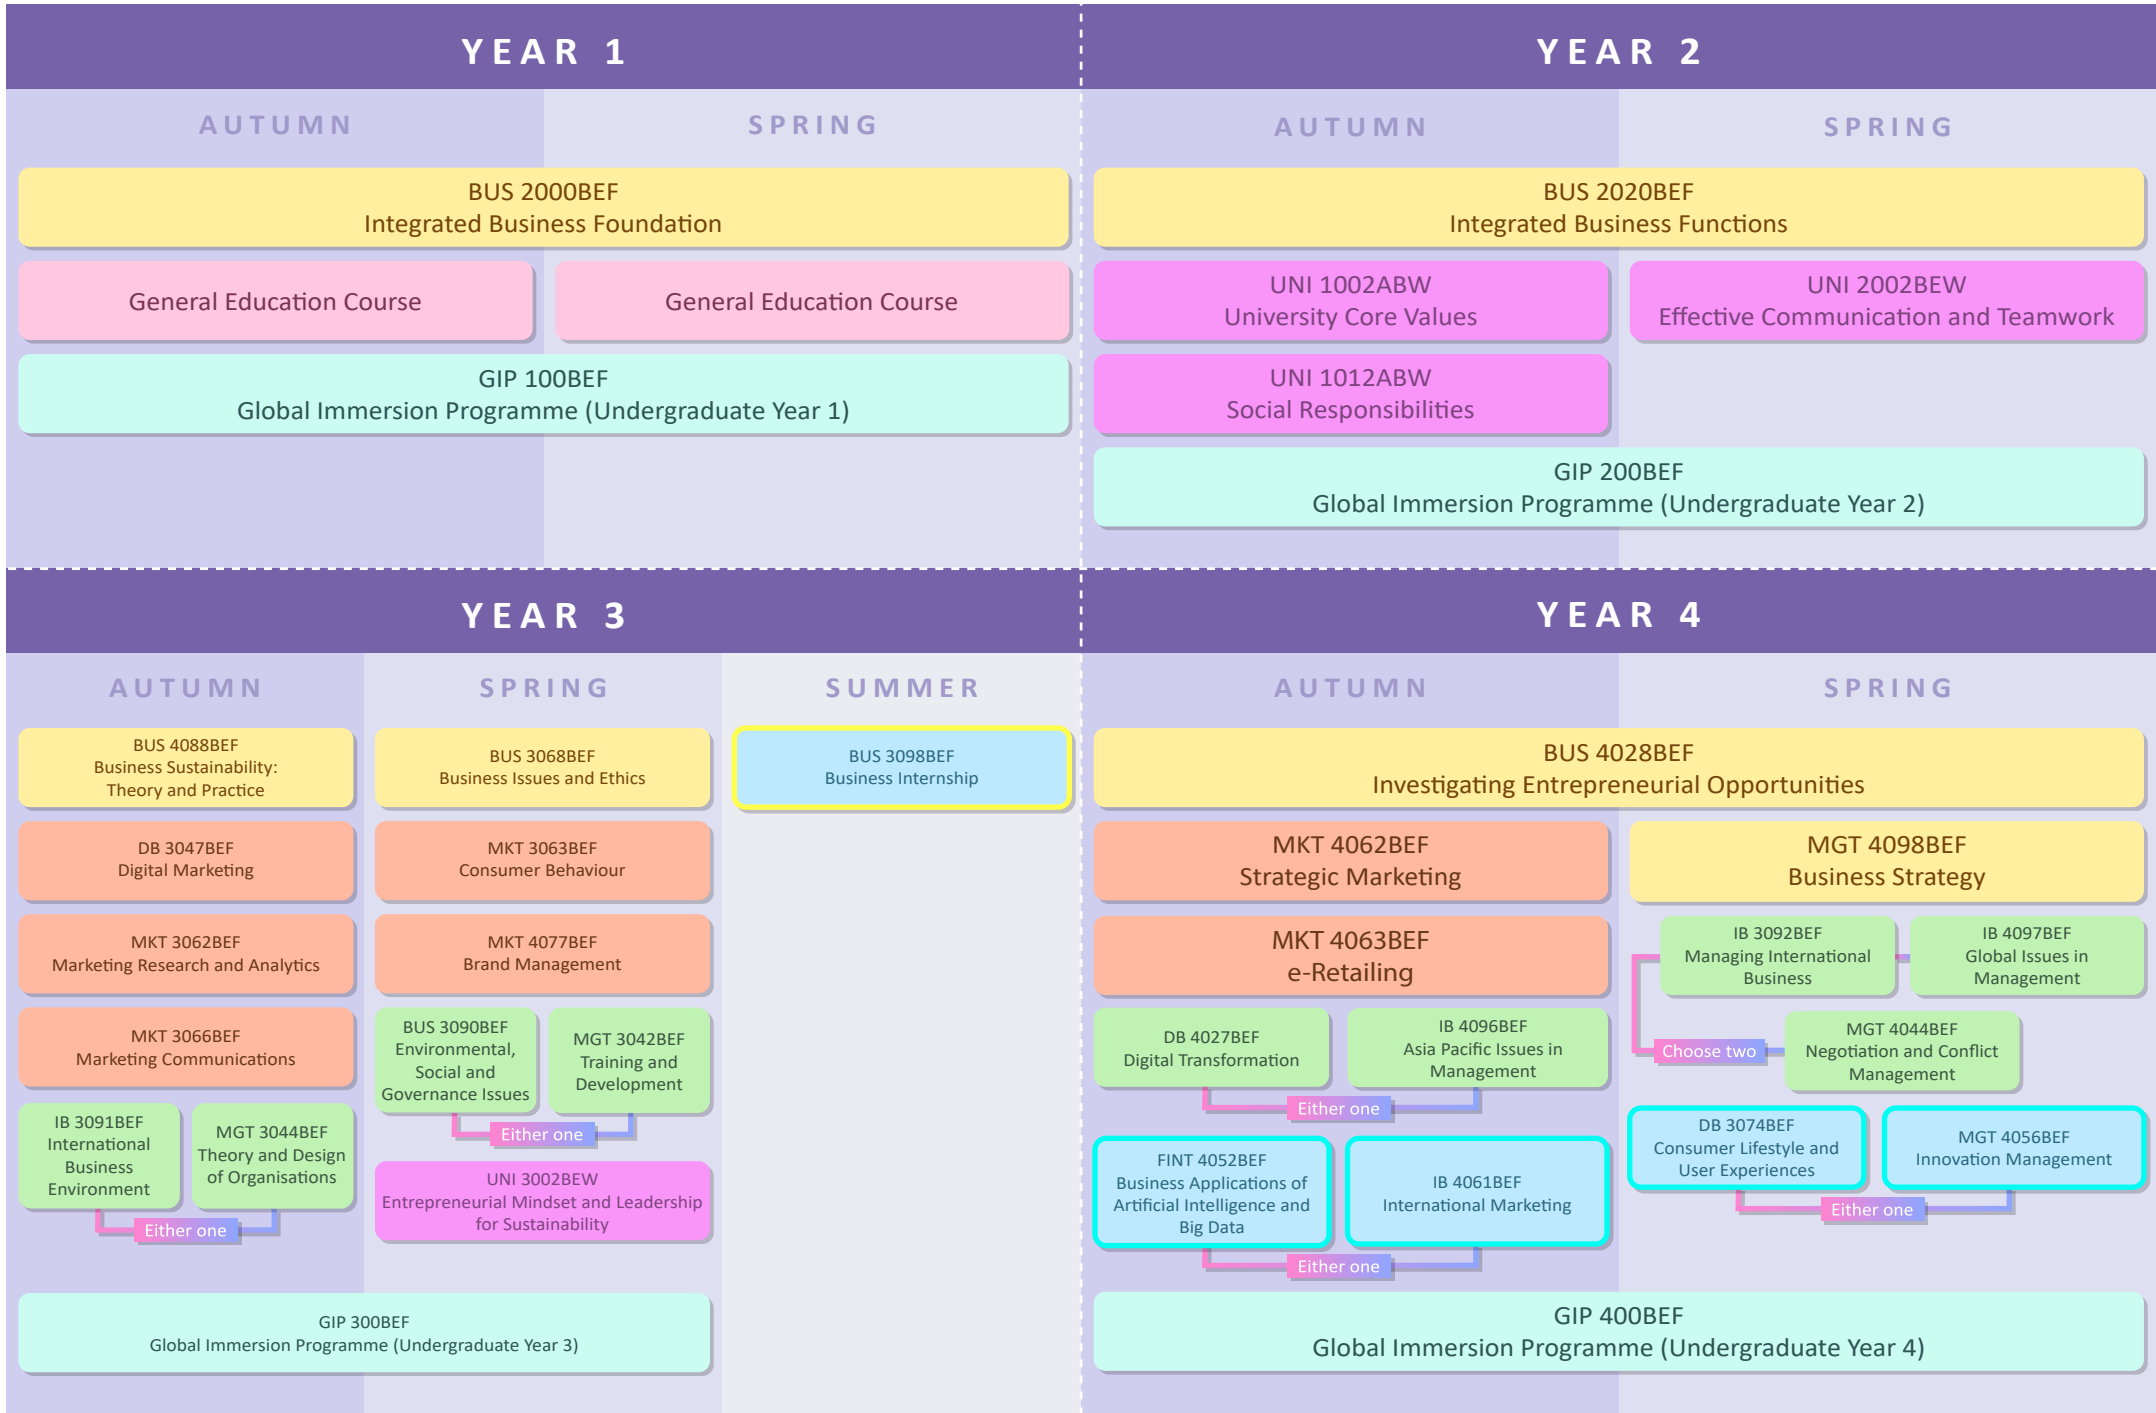 YEAR 1
AUTUMN
SPRING
BUS 2000BEF
Integrated Business Foundation
General Education Course
General Education Course
GIP 100BEF
Global Immersion Programme (Undergraduate Year 1)
YEAR 2
AUTUMN
SPRING
BUS 2020BEF
Integrated Business Functions
UNI 1002ABW
University Core Values
UNI 2002BEW
Effective Communication and Teamwork
UNI 1012ABW
Social Responsibilities
GIP 200BEF
Global Immersion Programme (Undergraduate Year 2)
YEAR 3
AUTUMN
SPRING
SUMMER
BUS 4088BEF
Business Sustainability:
Theory and Practice
DB 3047BEF
Digital Marketing
MKT 3062BEF
Marketing Research and Analytics
MKT 3066BEF
Marketing Communications
IB 3091BEF
International
Business
Environment
MGT 3044BEF
Theory and Design
of Organisations
Either one
BUS 3068BEF
Business Issues and Ethics
MKT 3063BEF
Consumer Behaviour
MKT 4077BEF
Brand Management
BUS 3090BEF
Environmental,
Social and
Governance Issues
MGT 3042BEF
Training and
Development
Either one
UNI 3002BEW
Entrepreneurial Mindset and Leadership
for Sustainability
BUS 3098BEF
Business Internship
GIP 300BEF
Global Immersion Programme (Undergraduate Year 3)
YEAR 4
AUTUMN
SPRING
BUS 4028BEF
Investigating Entrepreneurial Opportunities
MKT 4062BEF
Strategic Marketing
MKT 4063BEF
e-Retailing
DB 4027BEF
Digital Transformation
IB 4096BEF
Asia Pacific Issues in
Management
Either one
FINT 4052BEF
Business Applications of
Artificial Intelligence and
Big Data
IB 4061BEF
International Marketing
Either one
MGT 4098BEF
Business Strategy
IB 3092BEF
Managing International
Business
IB 4097BEF
Global Issues in
Management
Choose two
MGT 4044BEF
Negotiation and Conflict
Management
DB 3074BEF
Consumer Lifestyle and
User Experiences
MGT 4056BEF
Innovation Management
Either one
GIP 400BEF
Global Immersion Programme (Undergraduate Year 4)